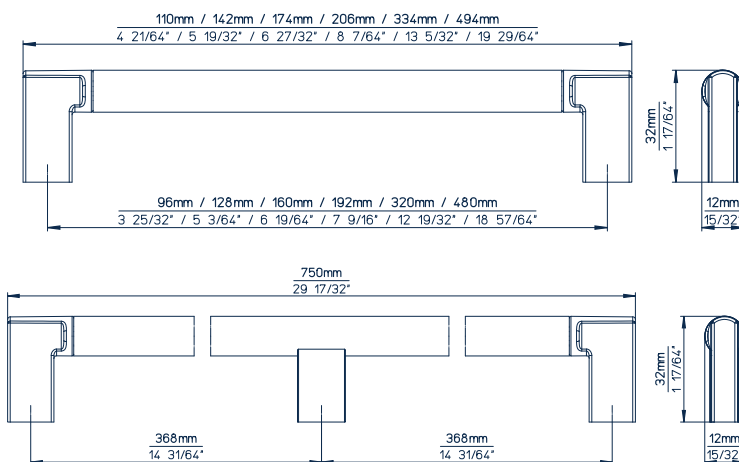 110mm / 142mm / 174mm / 206mm / 334mm / 494mm
4 21/64" / 5 19/32" / 6 27/32" / 8 7/64" / 13 5/32" / 19 29/64"
32mm
1 17/64"
96mm / 128mm / 160mm / 192mm / 320mm / 480mm
3 25/32" / 5 3/64" / 6 19/64" / 7 9/16" / 12 19/32" / 18 57/64"
12mm
15/32"
750mm
29 17/32"
32mm
1 17/64"
368mm
14 31/64"
368mm
14 31/64"
12mm
15/32"